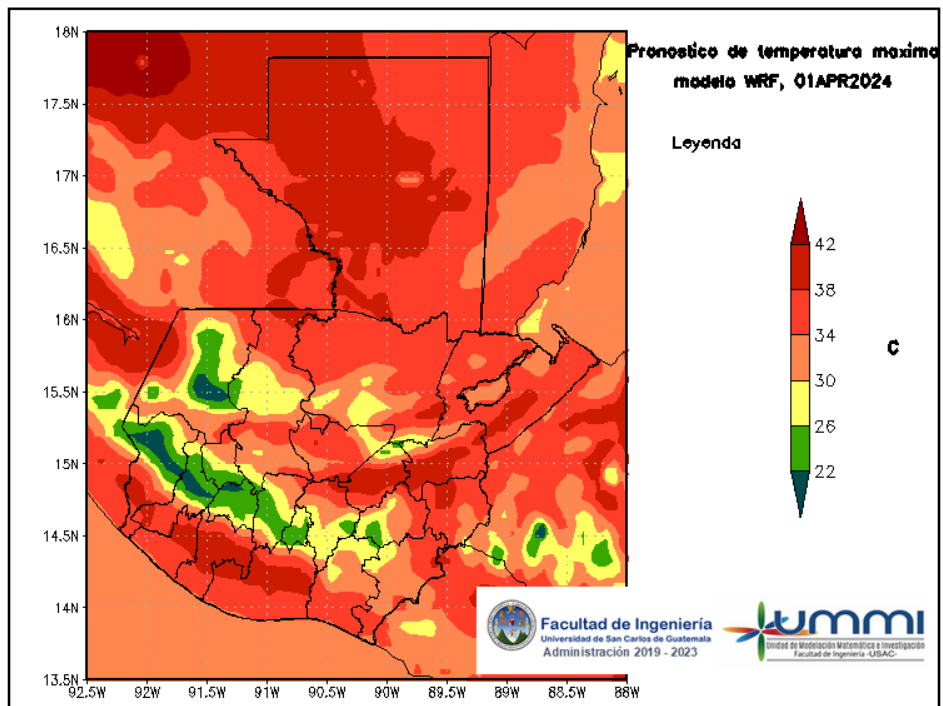 Pronostico de temperatura maxima
modelo WRF, 01APR2024
Leyenda
18N
17.5N
17N
16.5N
16N
15.5N
15N
14.5N
14N
13.5N
92.5W
92W
91.5W
91W
90.5W
90W
89.5W
89W
88.5W
88W
42
38
34
30
26
22
C
Facultad de Ingeniería
Universidad de San Carlos de Guatemala
Administración 2019 - 2023
UMMI
Unidad de Modelación Matemática e Investigación
Facultad de Ingeniería -USAC-